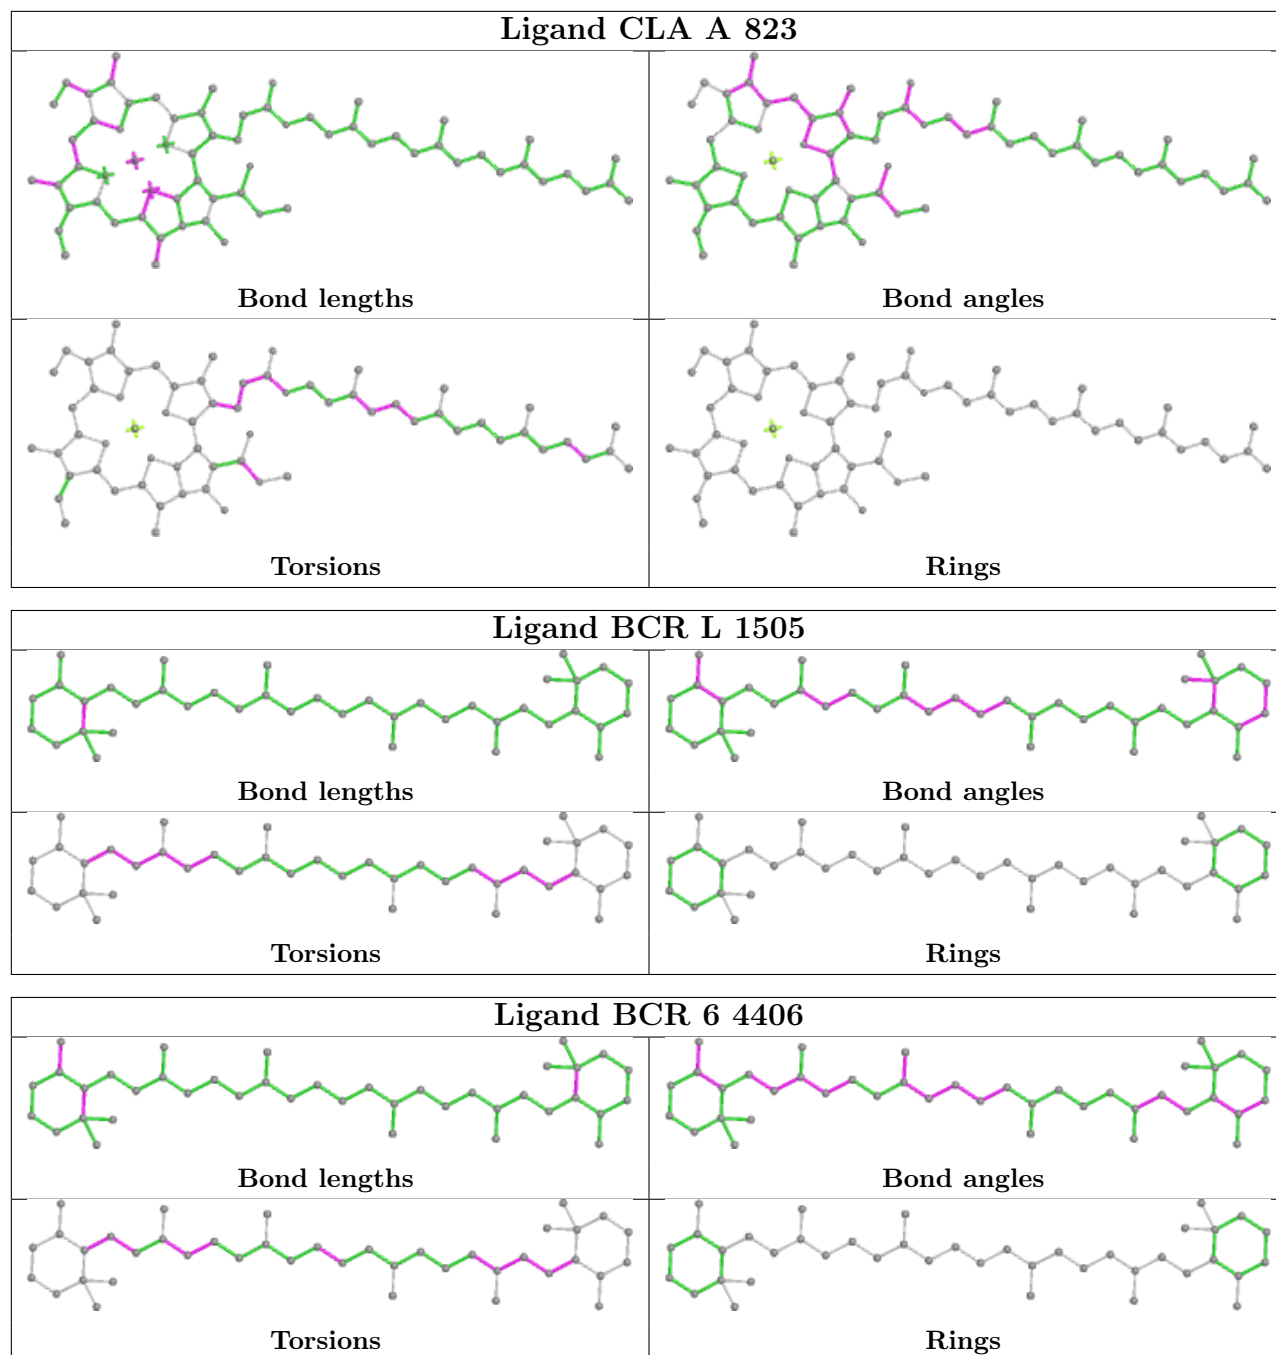 Ligand CLA A 823
Bond lengths
Bond angles
Torsions
Rings
Ligand BCR L 1505
Bond lengths
Bond angles
Torsions
Rings
Ligand BCR 6 4406
Bond lengths
Bond angles
Torsions
Rings